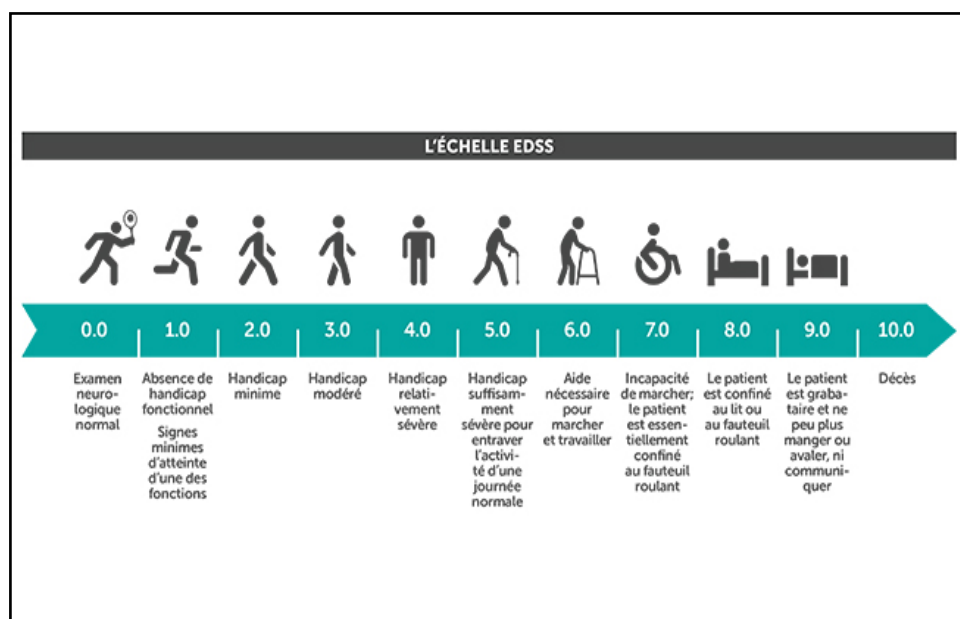 L'ÉCHELLE EDSS
0.0
1.0
2.0
3.0
4.0
5.0
6.0
7.0
8.0
9.0
10.0
Examen
neuro-
logique
normal
Absence de
handicap
fonctionnel
Signes
minimes
d'atteinte
d'une des
fonctions
Handicap
minime
Handicap
modéré
Handicap
relati-
vement
sévère
Handicap
suffisam-
ment
sévère pour
entraver
l'activi-
té d'une
journée
normale
Aide
nécessaire
pour
marcher
et travailler
Incapacité
de marcher;
le patient
est essen-
tiellement
confiné
au fauteuil
roulant
Le patient
est confiné
au lit ou
au fauteuil
roulant
Le patient
est graba-
taire et ne
peu plus
manger ou
avaler, ni
communi-
quer
Décès